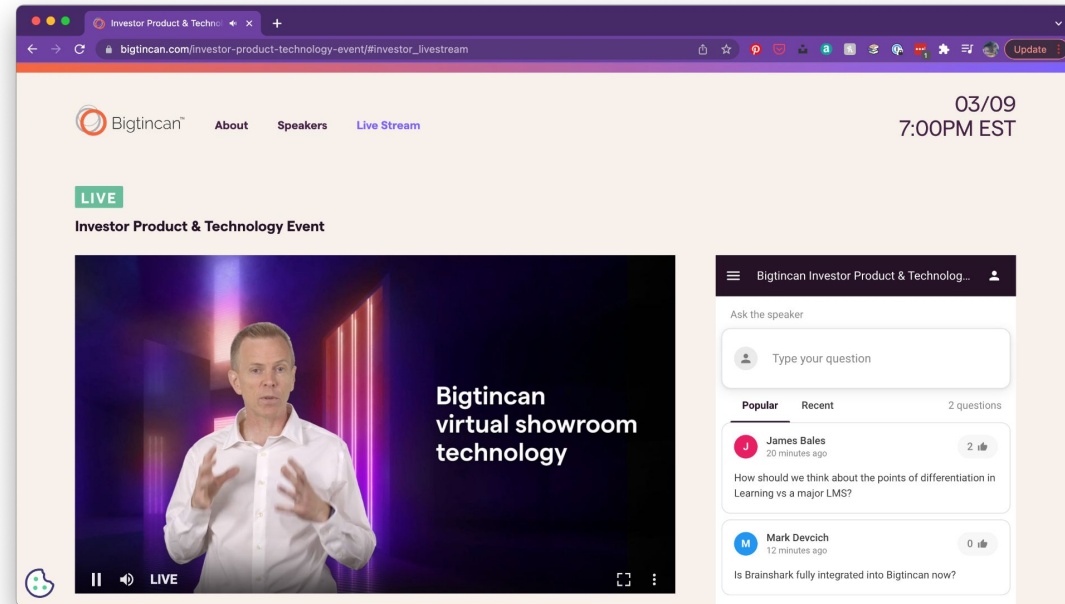 Investor Product & Technol
bigtincan.com/investor-product-technology-event/#investor_livestream
Update
Bigtincan™
About
Speakers
Live Stream
03/09
7:00PM EST
LIVE
Investor Product & Technology Event
Bigtincan
virtual showroom
technology
LIVE
Bigtincan Investor Product & Technolog...
Ask the speaker
Type your question
Popular
Recent
2 questions
J
James Bales
20 minutes ago
2
How should we think about the points of differentiation in
Learning vs a major LMS?
M
Mark Devcich
12 minutes ago
0
Is Brainshark fully integrated into Bigtincan now?